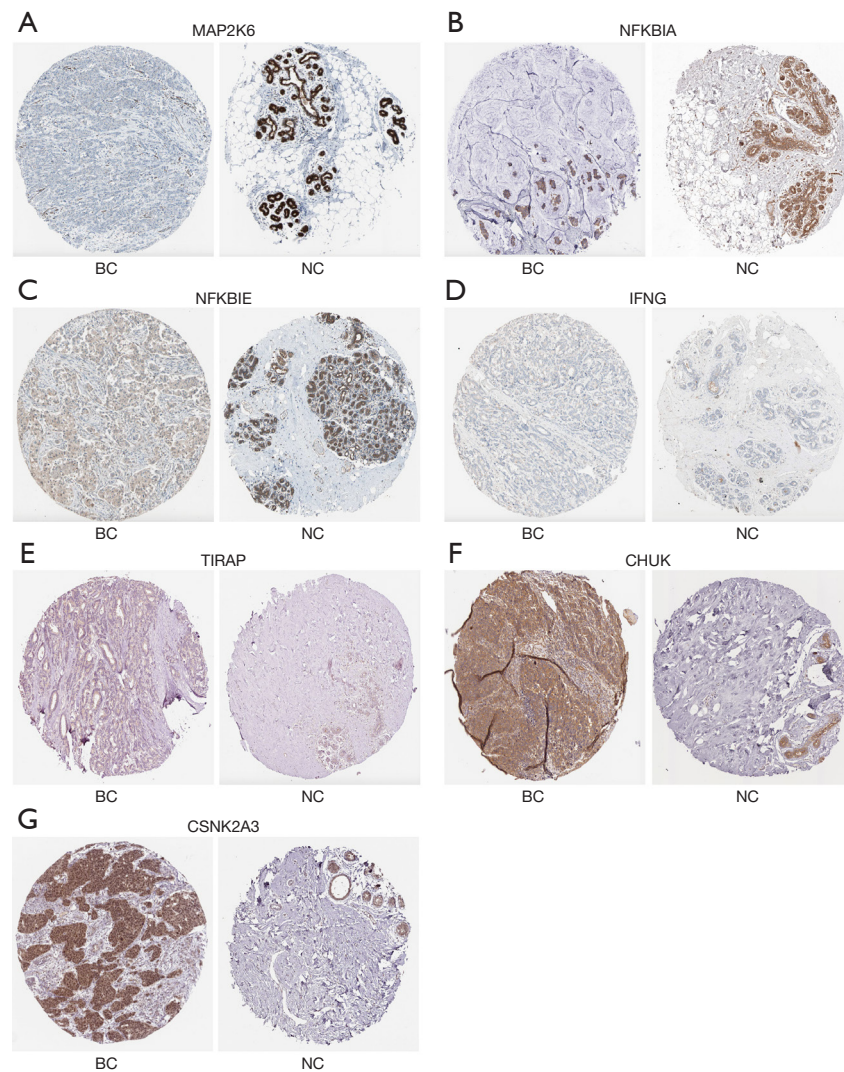 A
MAP2K6
BC
NC
B
NFKBIA
BC
NC
C
NFKBIE
BC
NC
D
IFNG
BC
NC
E
TIRAP
BC
NC
F
CHUK
BC
NC
G
CSNK2A3
BC
NC